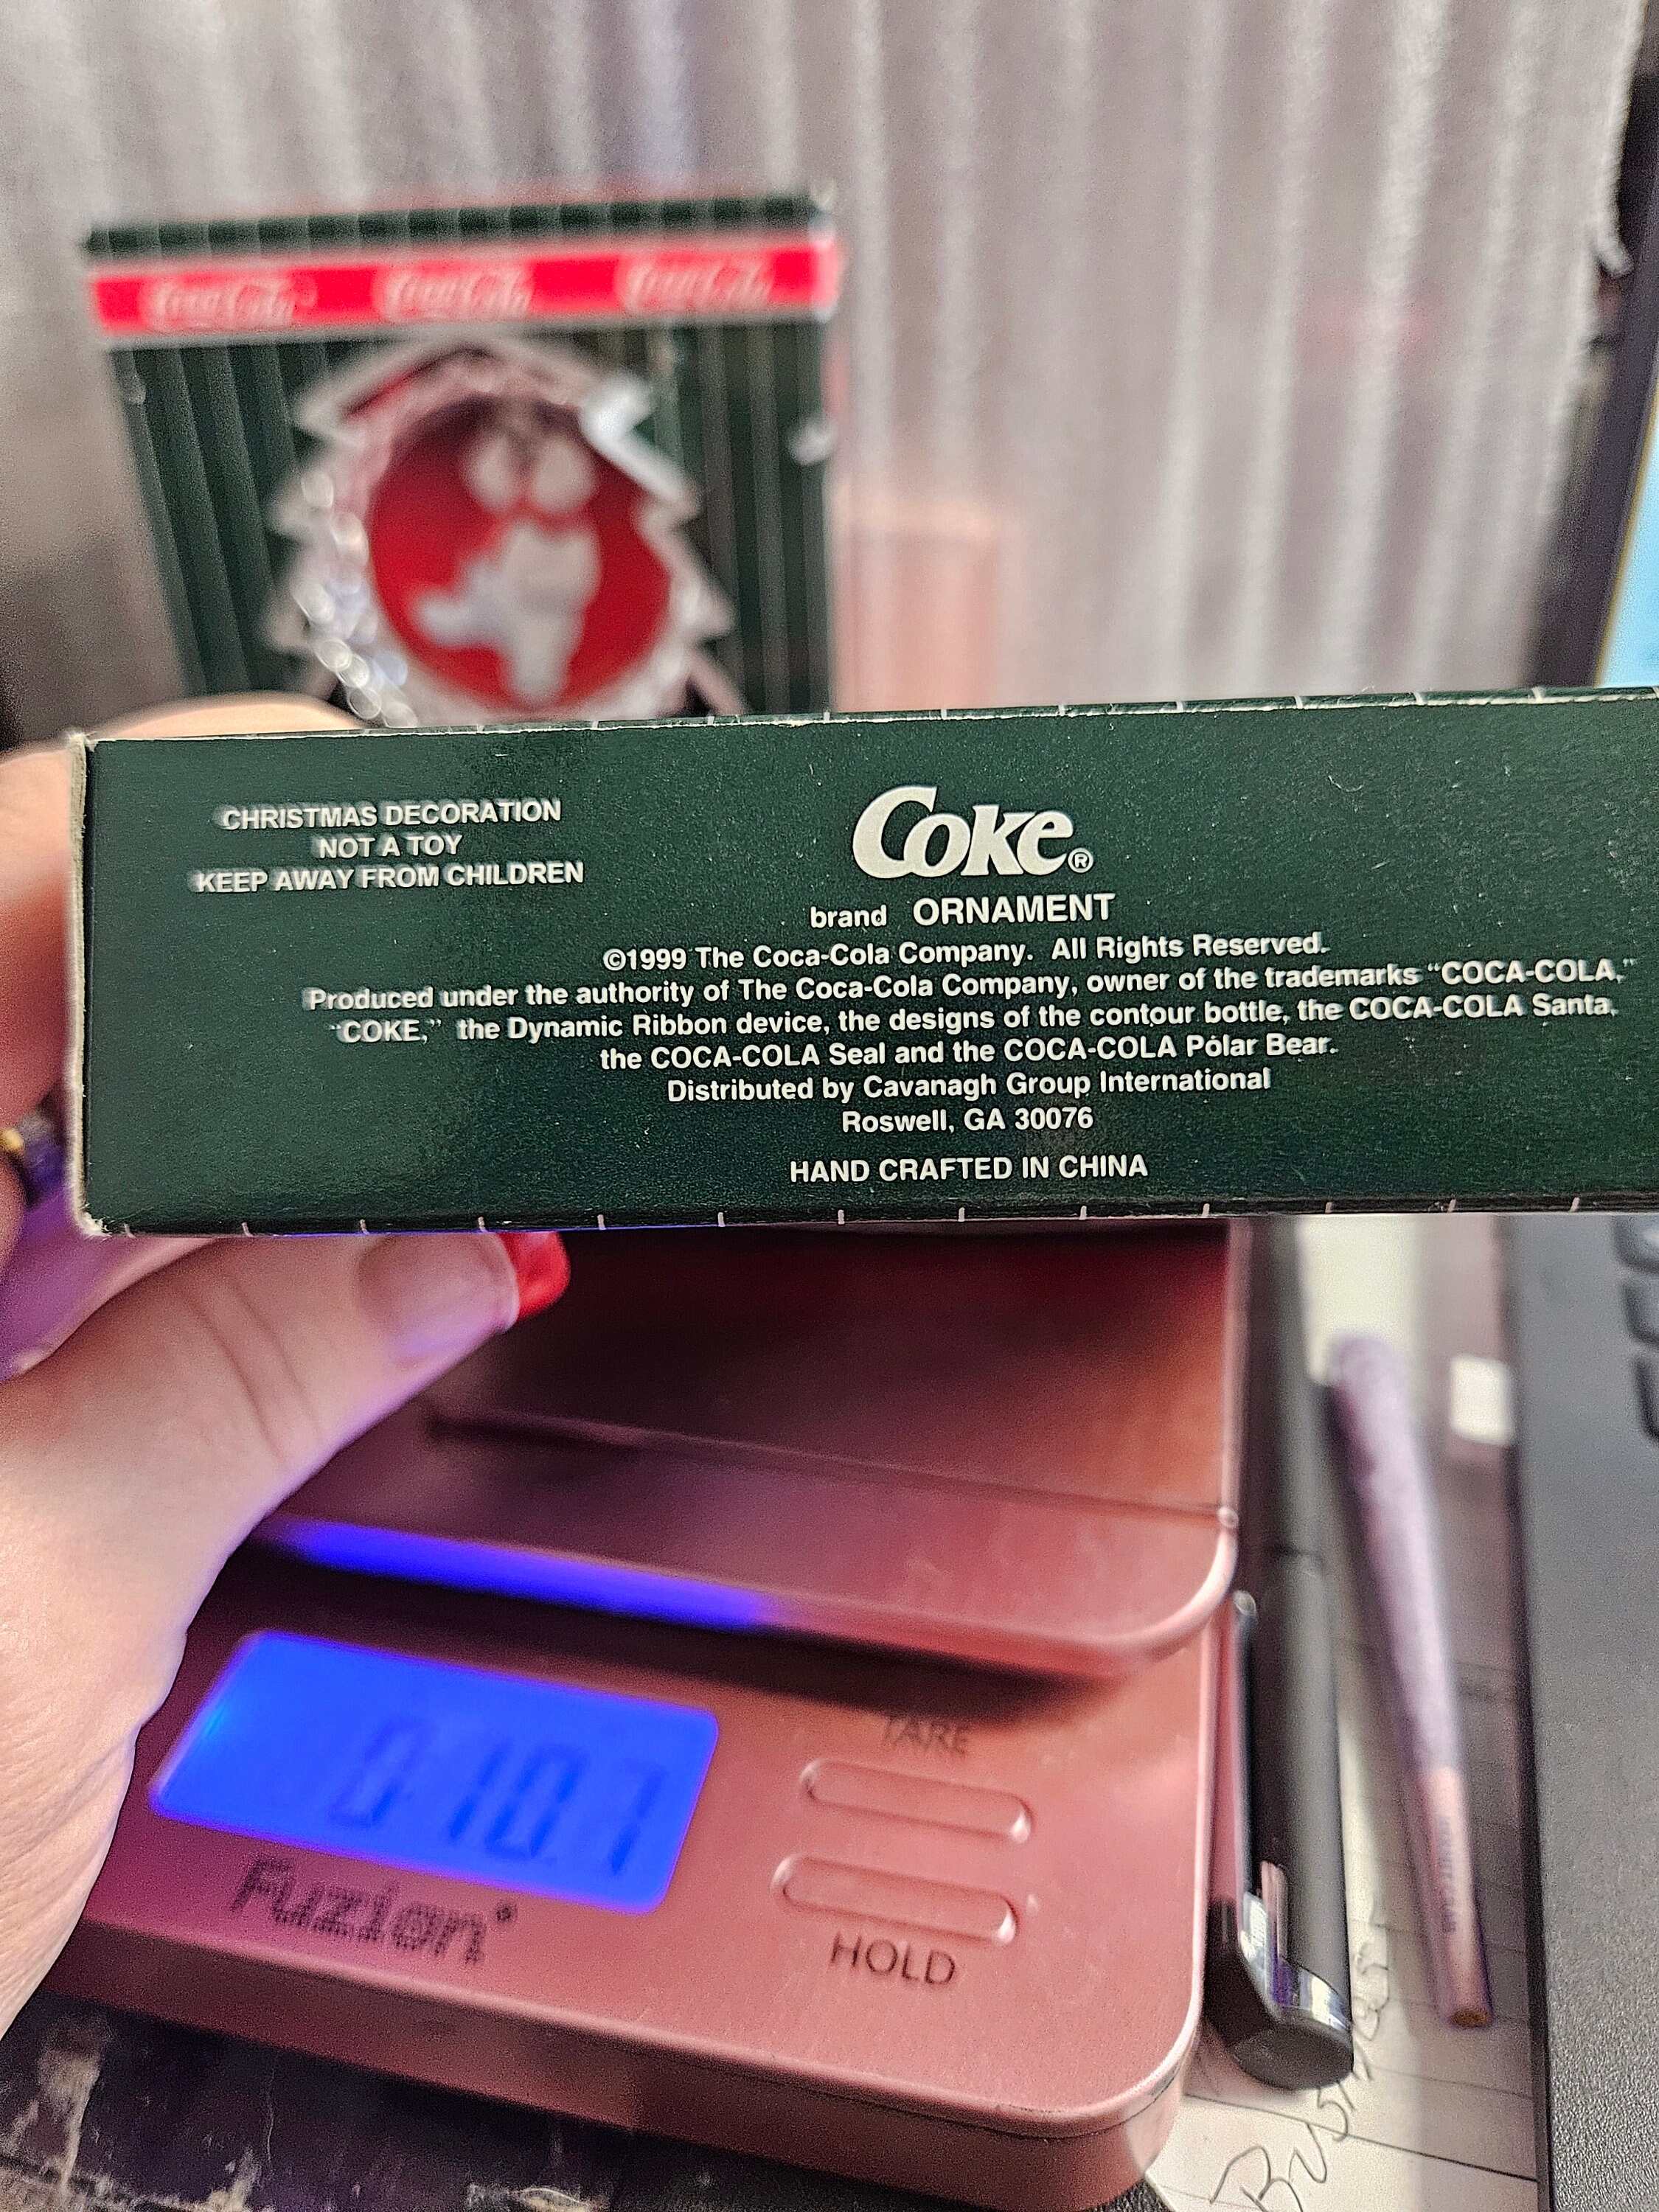 Coca-Cola Coca-Cola Coca-Cola
CHRISTMAS DECORATION
NOT A TOY
KEEP AWAY FROM CHILDREN
Coke®
brand ORNAMENT
©1999 The Coca-Cola Company. All Rights Reserved.
Produced under the authority of The Coca-Cola Company, owner of the trademarks “COCA-COLA,”
“COKE,” the Dynamic Ribbon device, the designs of the contour bottle, the COCA-COLA Santa,
the COCA-COLA Seal and the COCA-COLA Polar Bear.
Distributed by Cavanagh Group International
Roswell, GA 30076
HAND CRAFTED IN CHINA
TARE
Fuzion
HOLD